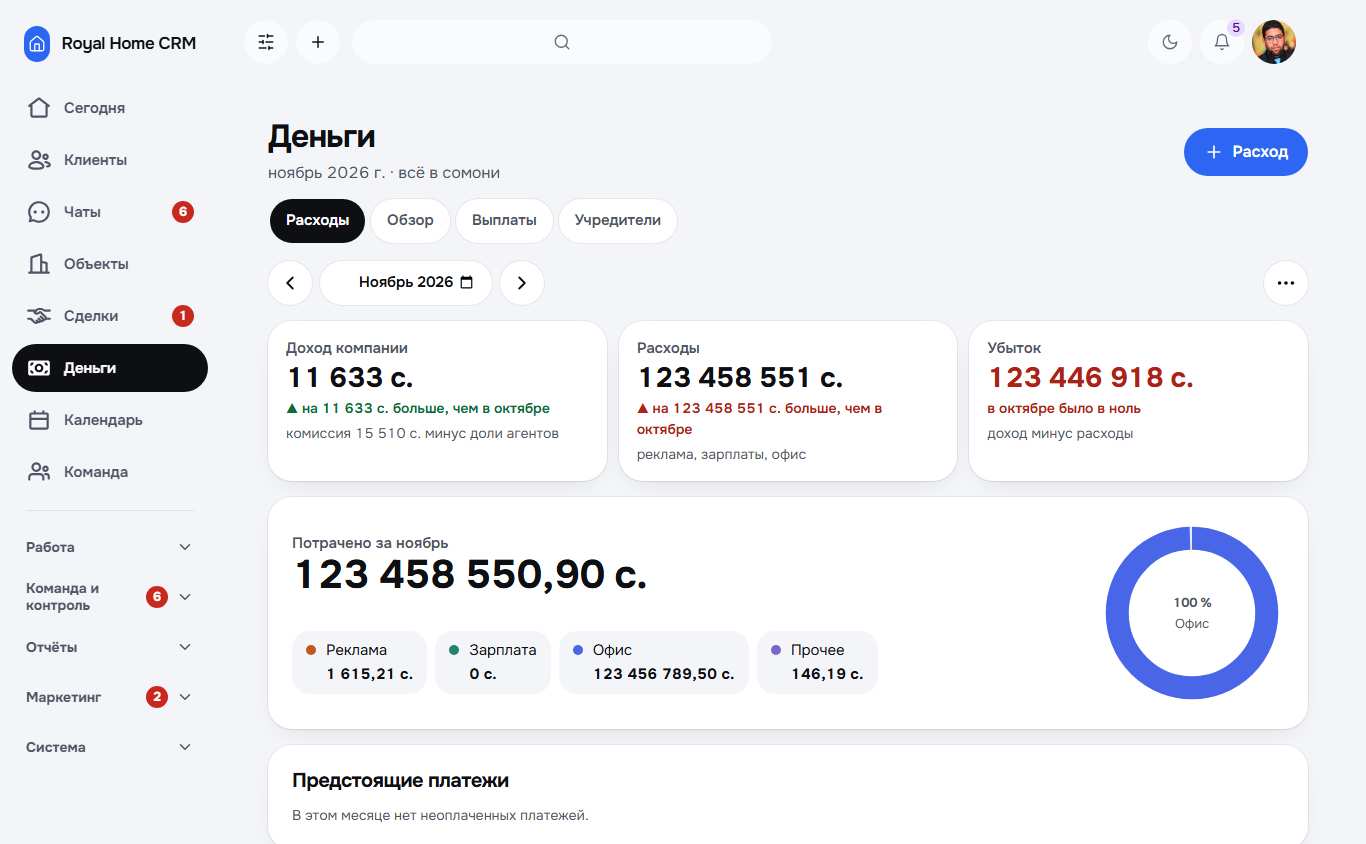 Royal Home CRM
5
Сегодня
Клиенты
Чаты
6
Объекты
Сделки
1
Деньги
Календарь
Команда
Работа
Команда и
контроль
6
Отчёты
Маркетинг
2
Система
Деньги
ноябрь 2026 г. · всё в сомони
+ Расход
Расходы
Обзор
Выплаты
Учредители
Ноябрь 2026
Доход компании
11 633 с.
▲ на 11 633 с. больше, чем в октябре
комиссия 15 510 с. минус доли агентов
Расходы
123 458 551 с.
▲ на 123 458 551 с. больше, чем в
октябре
реклама, зарплаты, офис
Убыток
123 446 918 с.
в октябре было в ноль
доход минус расходы
Потрачено за ноябрь
123 458 550,90 с.
Реклама
1 615,21 с.
Зарплата
0 с.
Офис
123 456 789,50 с.
Прочее
146,19 с.
100 %
Офис
Предстоящие платежи
В этом месяце нет неоплаченных платежей.